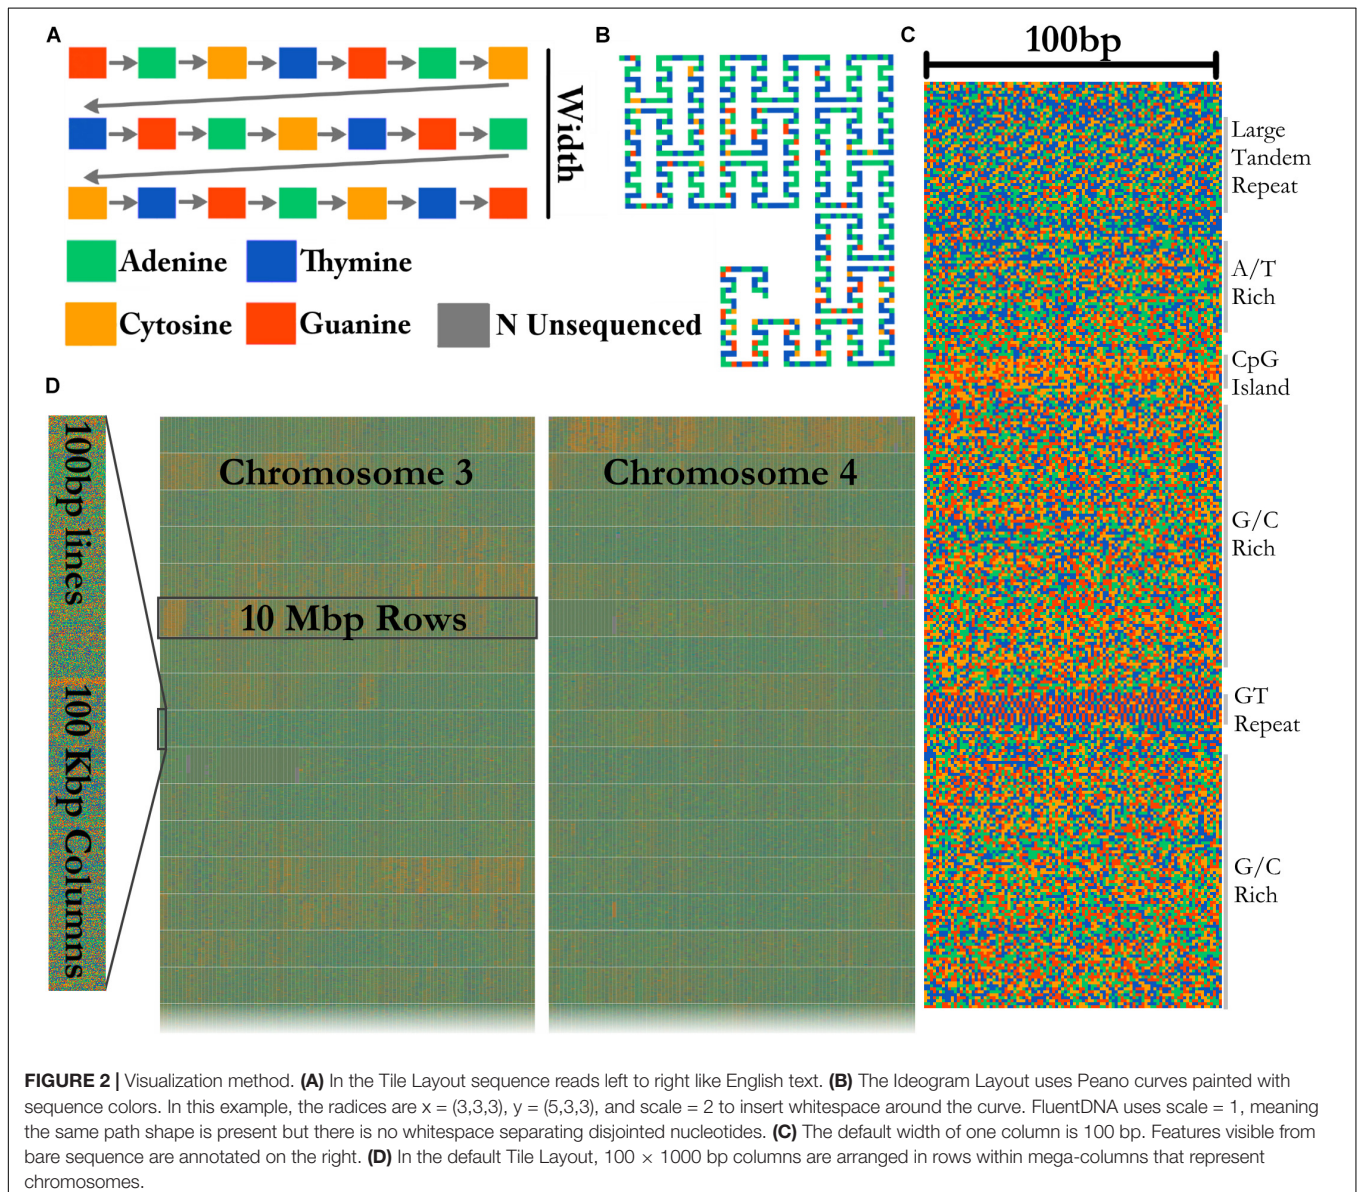 A
Width
Adenine
Thymine
Cytosine
Guanine
N Unsequenced
B
C
100bp
Large
Tandem
Repeat
A/T
Rich
CpG
Island
G/C
Rich
GT
Repeat
G/C
Rich
D
100bp lines
100 Kbp Columns
Chromosome 3
Chromosome 4
10 Mbp Rows
FIGURE 2 | Visualization method. (A) In the Tile Layout sequence reads left to right like English text. (B) The Ideogram Layout uses Peano curves painted with
sequence colors. In this example, the radices are x = (3,3,3), y = (5,3,3), and scale = 2 to insert whitespace around the curve. FluentDNA uses scale = 1, meaning
the same path shape is present but there is no whitespace separating disjointed nucleotides. (C) The default width of one column is 100 bp. Features visible from
bare sequence are annotated on the right. (D) In the default Tile Layout, 100 × 1000 bp columns are arranged in rows within mega-columns that represent
chromosomes.